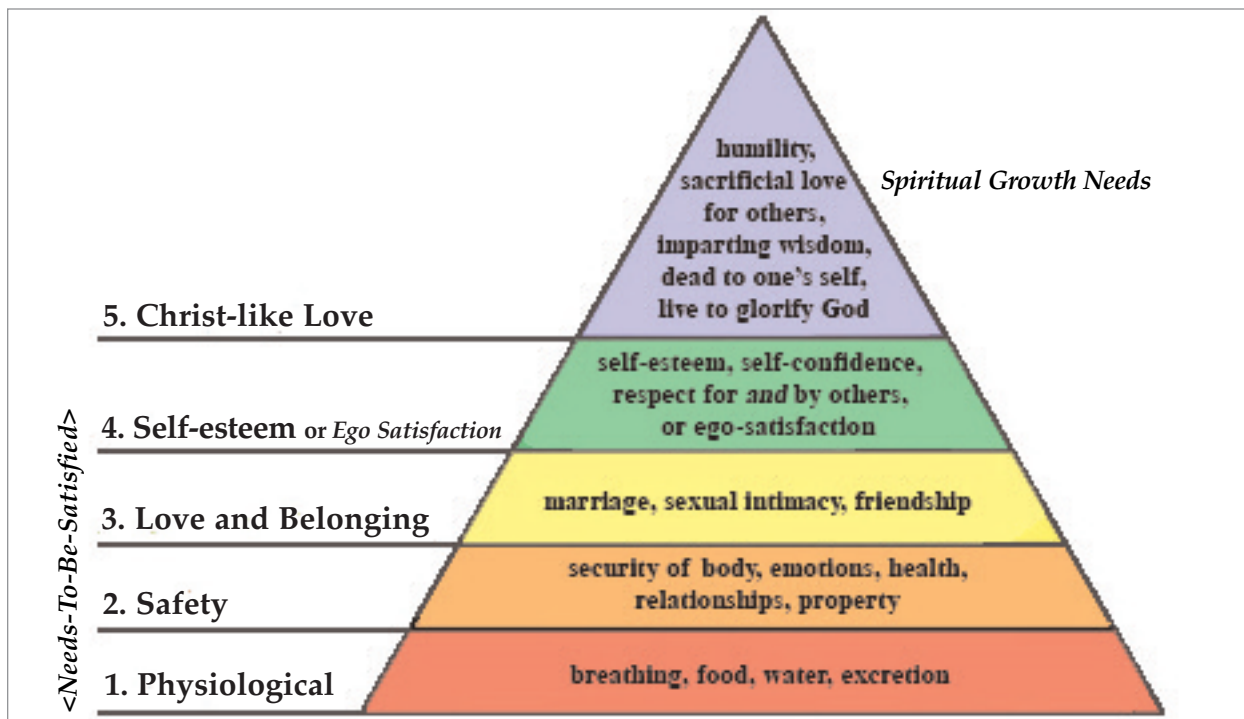 humility,
sacrificial love
for others,
imparting wisdom,
dead to one's self,
live to glorify God
Spiritual Growth Needs
5. Christ-like Love
self-esteem, self-confidence,
respect for and by others,
or ego-satisfaction
4. Self-esteem or Ego Satisfaction
marriage, sexual intimacy, friendship
3. Love and Belonging
security of body, emotions, health,
relationships, property
2. Safety
breathing, food, water, excretion
1. Physiological
<Needs-To-Be-Satisfied>